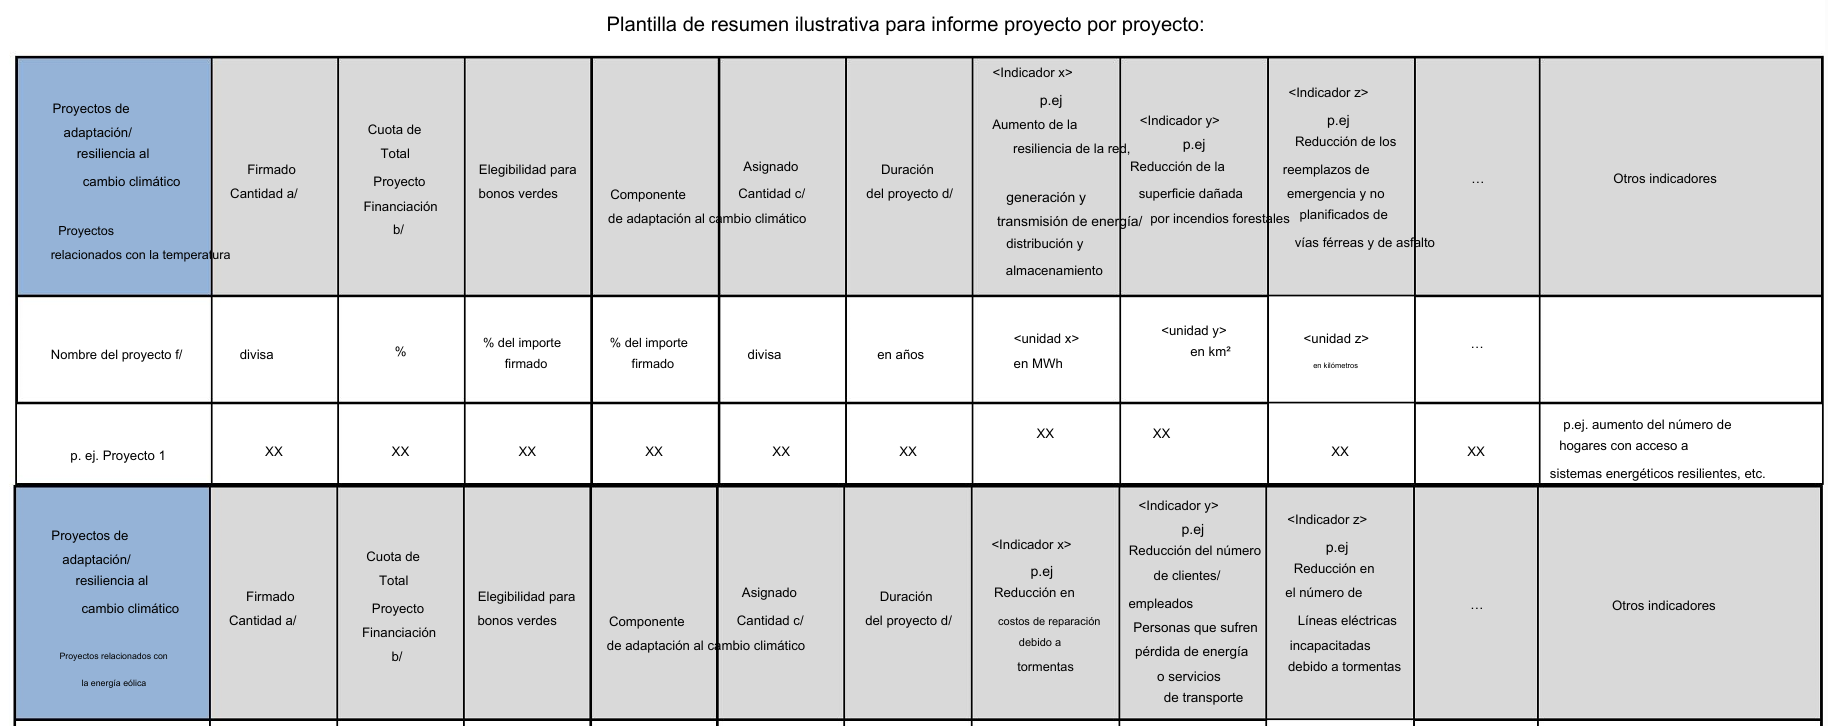 Plantilla de resumen ilustrativa para informe proyecto por proyecto:
Proyectos de
adaptación/
resiliencia al
cambio climático
Proyectos
relacionados con la temperatura
Firmado
Cantidad a/
Cuota de
Total
Proyecto
Financiación
b/
Elegibilidad para
bonos verdes
Componente
de adaptación al cambio climático
Asignado
Cantidad c/
Duración
del proyecto d/
<Indicador x>
p.ej
Aumento de la
resiliencia de la red,
generación y
transmisión de energía/
distribución y
almacenamiento
<Indicador y>
p.ej
Reducción de la
superficie dañada
por incendios forestales
<Indicador z>
p.ej
Reducción de los
reemplazos de
emergencia y no
planificados de
vías férreas y de asfalto
...
Otros indicadores
Nombre del proyecto f/
divisa
%
% del importe
firmado
% del importe
firmado
divisa
en años
<unidad x>
en MWh
<unidad y>
en km²
<unidad z>
en kilómetros
...
p. ej. Proyecto 1
XX
XX
XX
XX
XX
XX
XX
XX
XX
XX
p.ej. aumento del número de
hogares con acceso a
sistemas energéticos resilientes, etc.
Proyectos de
adaptación/
resiliencia al
cambio climático
Proyectos relacionados con
la energía eólica
Firmado
Cantidad a/
Cuota de
Total
Proyecto
Financiación
b/
Elegibilidad para
bonos verdes
Componente
de adaptación al cambio climático
Asignado
Cantidad c/
Duración
del proyecto d/
<Indicador x>
p.ej
Reducción en
costos de reparación
debido a
tormentas
<Indicador y>
p.ej
Reducción del número
de clientes/
empleados
Personas que sufren
pérdida de energía
o servicios
de transporte
<Indicador z>
p.ej
Reducción en
el número de
Líneas eléctricas
incapacitadas
debido a tormentas
...
Otros indicadores